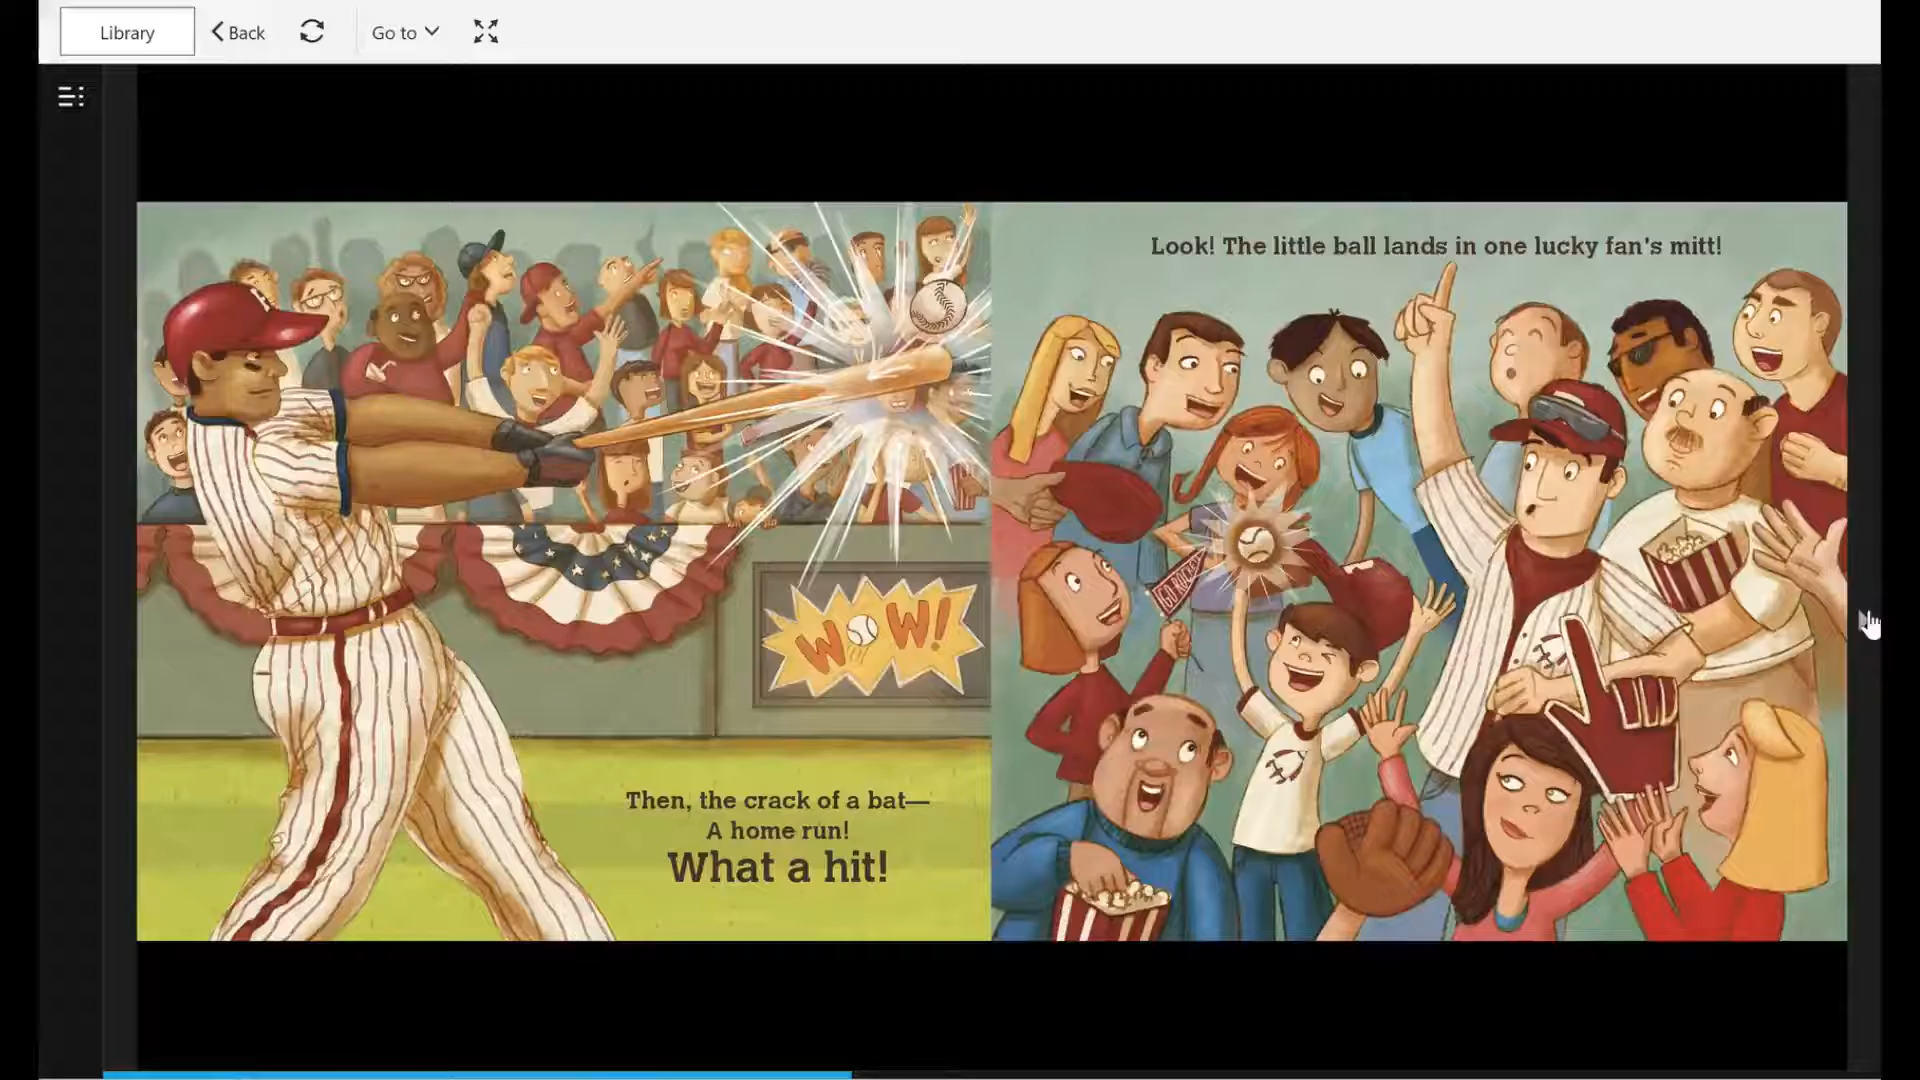 Library
Back
Go to
WOW!
Then, the crack of a bat—
A home run!
What a hit!
Look! The little ball lands in one lucky fan's mitt!